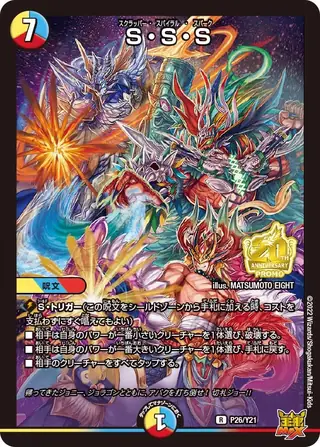 7
スクラッパー・スパイラル・スパーク
S・S・S
20th
ANNIVERSARY
PROMO
呪文
illus. MATSUMOTO EIGHT
©2022 Wizards/Shogakukan/Mitsui-Kids
S・トリガー(この呪文をシールドゾーンから手札に加える時、コストを
支払わずにすぐ唱えてもよい)
■相手は自身のパワーが一番小さいクリーチャーを1体選び、破壊する。
■相手は自身のパワーが一番大きいクリーチャーを1体選び、手札に戻す。
■相手のクリーチャーをすべてタップする。
帰ってきたジョニー、ジョラゴンとともに、アバクを打ち倒せ! 切札ジョー!!
1
R P26/Y21